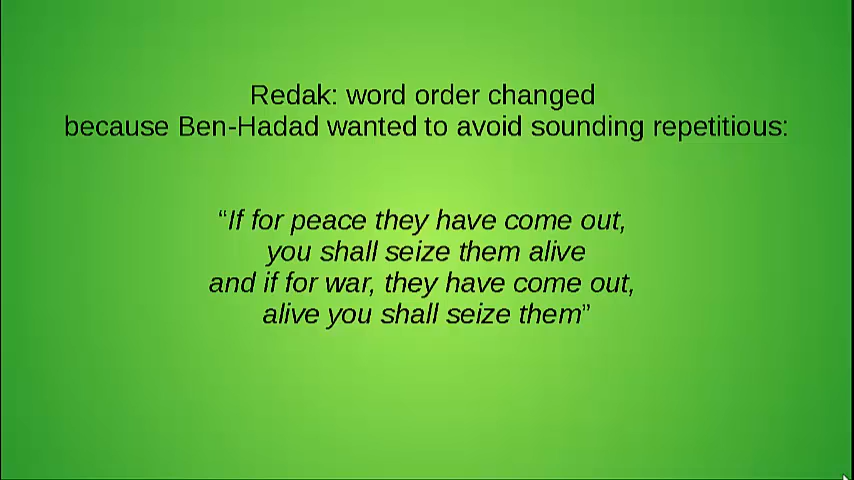 Redak: word order changed
because Ben-Hadad wanted to avoid sounding repetitious:
“If for peace they have come out,
you shall seize them alive
and if for war, they have come out,
alive you shall seize them”